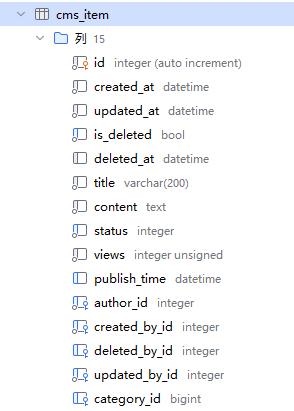 cms_item
列 15
id integer (auto increment)
created_at datetime
updated_at datetime
is_deleted bool
deleted_at datetime
title varchar(200)
content text
status integer
views integer unsigned
publish_time datetime
author_id integer
created_by_id integer
deleted_by_id integer
updated_by_id integer
category_id bigint